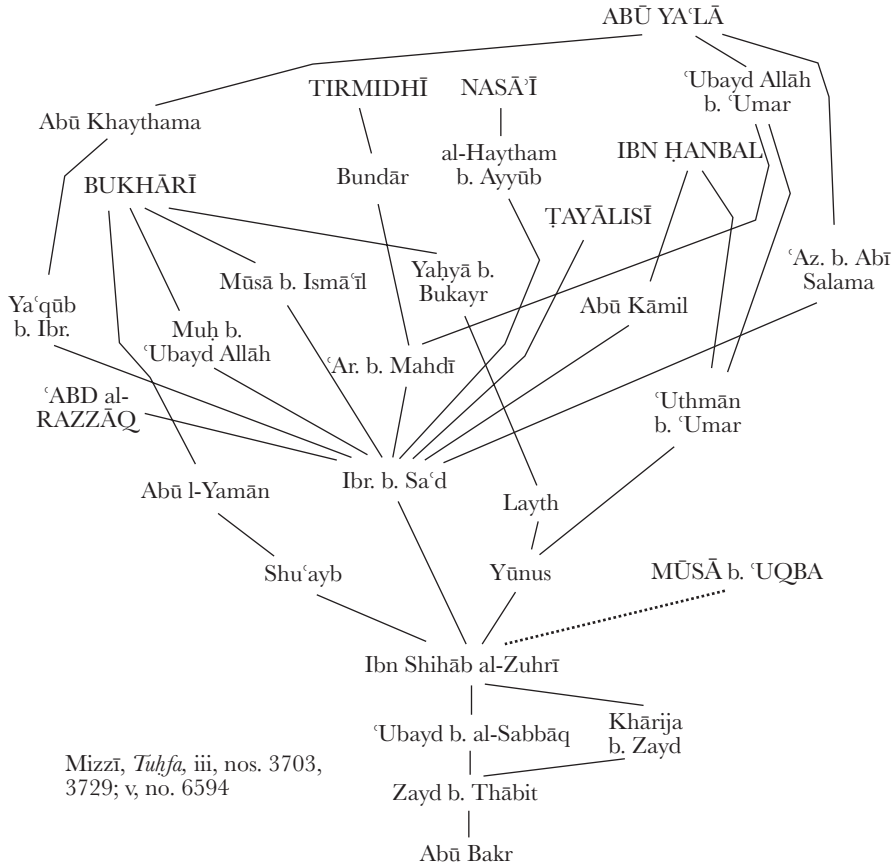 ABŪ YAʿLĀ
TIRMIDHĪ
NASĀʾĪ
ʿUbayd Allāh
b. ʿUmar
Abū Khaythama
al-Haytham
b. Ayyūb
IBN ḤANBAL
Bundār
BUKHĀRĪ
ṬAYĀLISĪ
ʿAz. b. Abī
Salama
Yaḥyā b.
Bukayr
Mūsā b. Ismāʿīl
Yaʿqūb
b. Ibr.
Abū Kāmil
Muḥ b.
ʿUbayd Allāh
ʿAr. b. Mahdī
ʿABD al-
RAZZĀQ
ʿUthmān
b. ʿUmar
Ibr. b. Saʿd
Abū l-Yamān
Layth
Shuʿayb
Yūnus
MŪSĀ b. ʿUQBA
Ibn Shihāb al-Zuhrī
ʿUbayd b. al-Sabbāq
Khārija
b. Zayd
Mizzī, Tuḥfa, iii, nos. 3703,
3729; v, no. 6594
Zayd b. Thābit
Abū Bakr